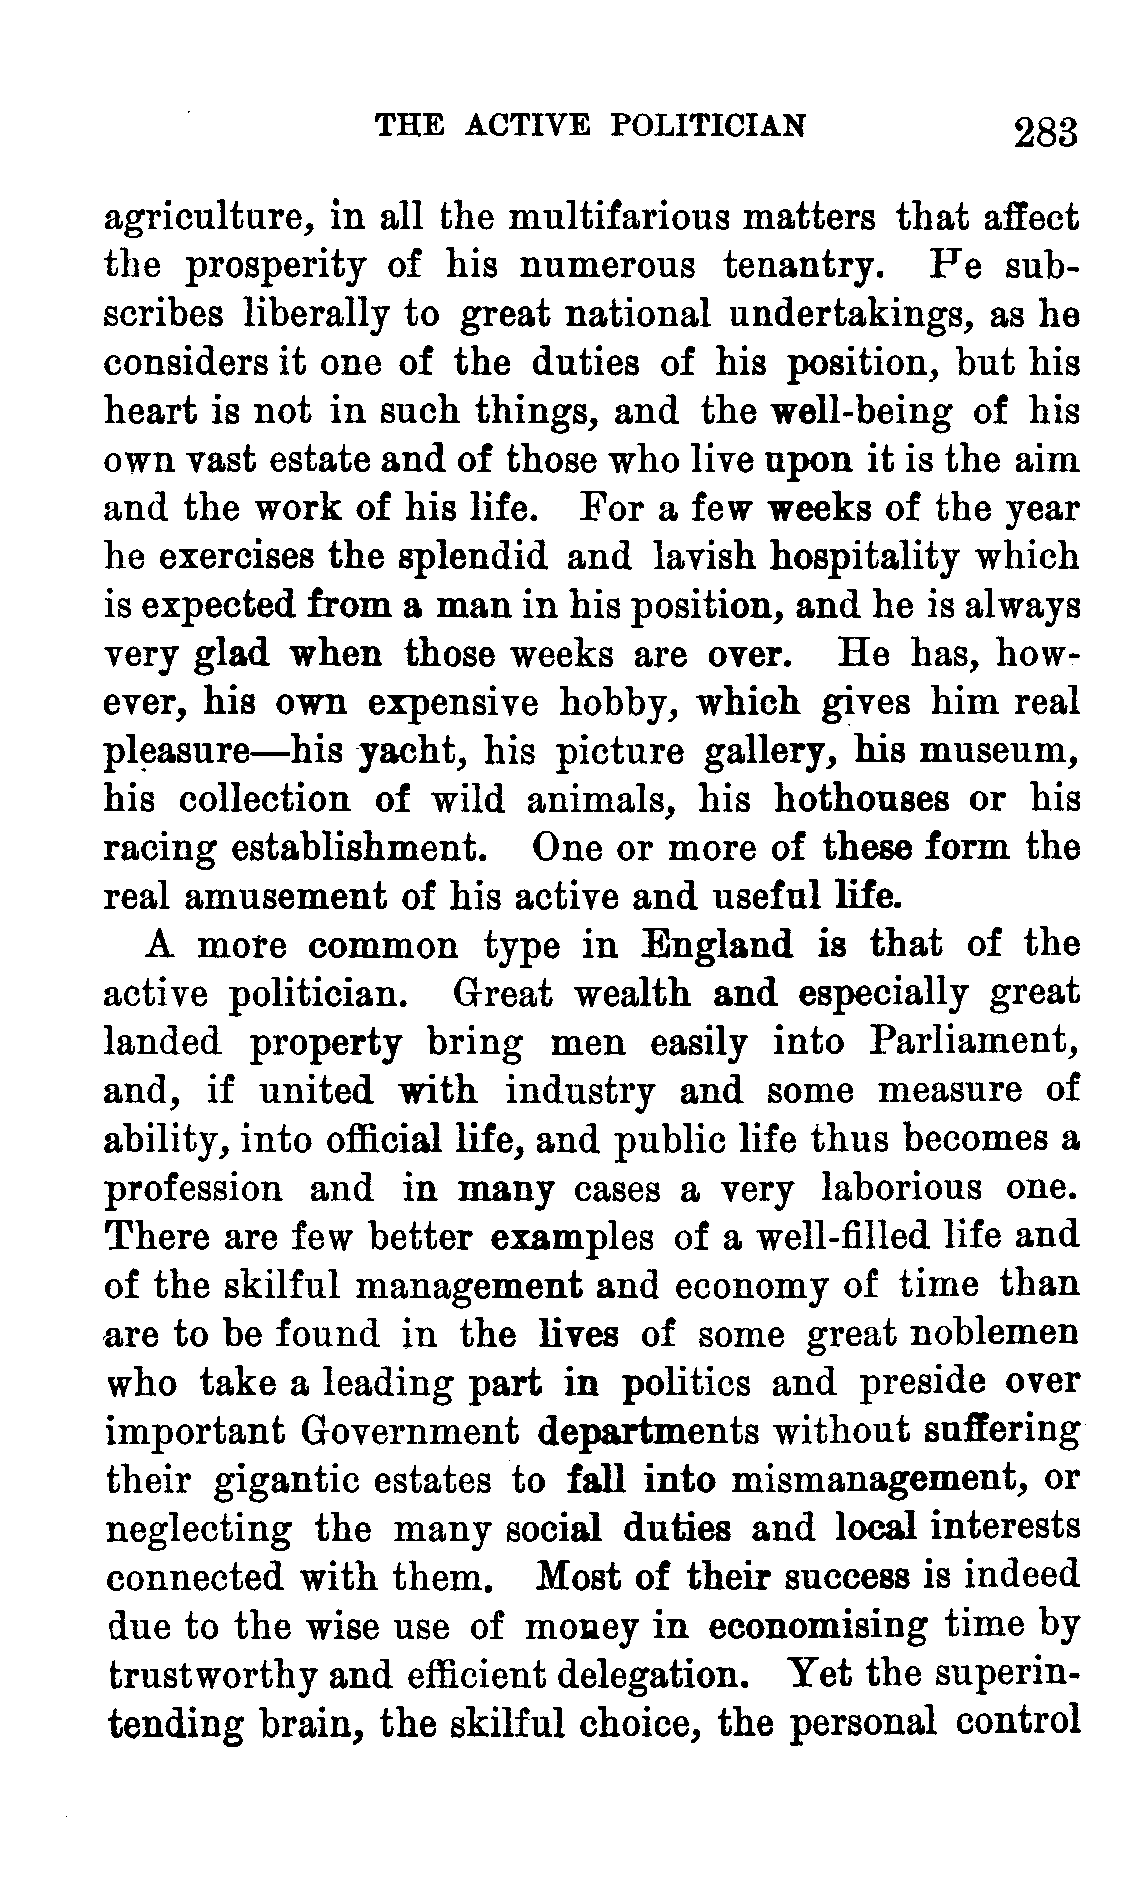 THE ACTIVE POLITICIAN 283
agriculture, in all the multifarious matters that affect
the prosperity of his numerous tenantry. He sub-
scribes liberally to great national undertakings, as he
considers it one of the duties of his position, but his
heart is not in such things, and the well-being of his
own vast estate and of those who live upon it is the aim
and the work of his life. For a few weeks of the year
he exercises the splendid and lavish hospitality which
is expected from a man in his position, and he is always
very glad when those weeks are over. He has, how-
ever, his own expensive hobby, which gives him real
pleasure—his yacht, his picture gallery, his museum,
his collection of wild animals, his hothouses or his
racing establishment. One or more of these form the
real amusement of his active and useful life.
A more common type in England is that of the
active politician. Great wealth and especially great
landed property bring men easily into Parliament,
and, if united with industry and some measure of
ability, into official life, and public life thus becomes a
profession and in many cases a very laborious one.
There are few better examples of a well-filled life and
of the skilful management and economy of time than
are to be found in the lives of some great noblemen
who take a leading part in politics and preside over
important Government departments without suffering
their gigantic estates to fall into mismanagement, or
neglecting the many social duties and local interests
connected with them. Most of their success is indeed
due to the wise use of money in economising time by
trustworthy and efficient delegation. Yet the superin-
tending brain, the skilful choice, the personal control